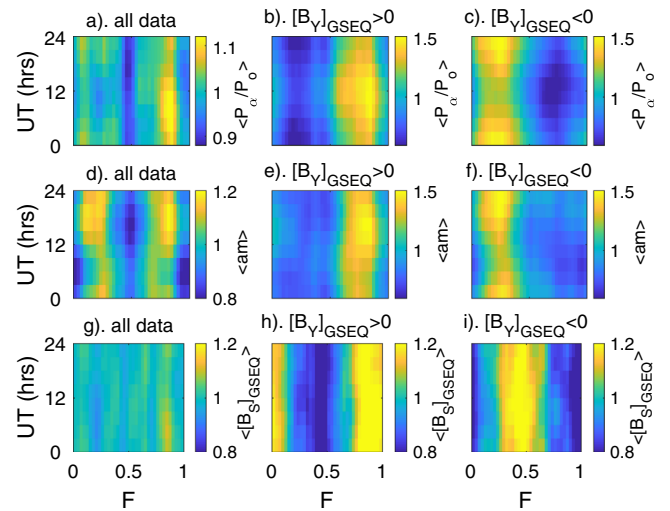 a). all data
b). [B_Y]_GSEQ>0
c). [B_Y]_GSEQ<0
UT (hrs)
24
12
0
1.1
1
0.9
<P_α/P_o>
1.5
1
<P_α/P_o>
1.5
1
<P_α/P_o>
d). all data
e). [B_Y]_GSEQ>0
f). [B_Y]_GSEQ<0
UT (hrs)
24
12
0
1.2
1
0.8
<am>
1.5
1
<am>
1.5
1
<am>
g). all data
h). [B_Y]_GSEQ>0
i). [B_Y]_GSEQ<0
UT (hrs)
24
12
0
1.2
1
0.8
<[B_S]_GSEQ>
1.2
1
0.8
<[B_S]_GSEQ>
1.2
1
0.8
<[B_S]_GSEQ>
0 0.5 1
0 0.5 1
0 0.5 1
F
F
F